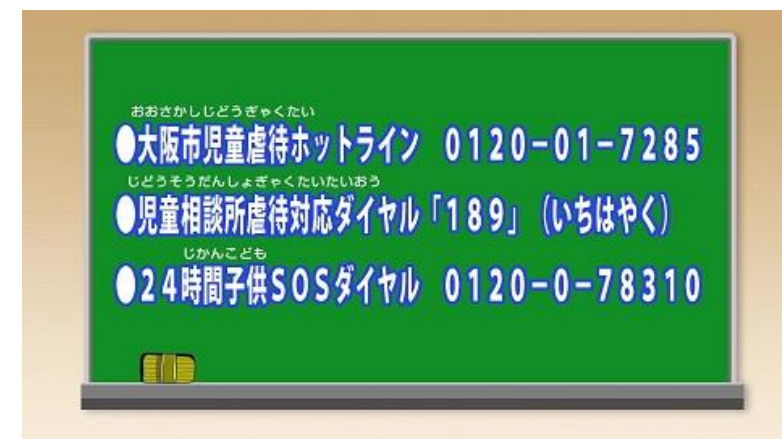 おおさかしじどうぎゃくたい
●大阪市児童虐待ホットライン　0120-01-7285
じどうそうだんしょぎゃくたいたいおう
●児童相談所虐待対応ダイヤル「189」（いちはやく）
じかんこども
●24時間子供SOSダイヤル　0120-0-78310